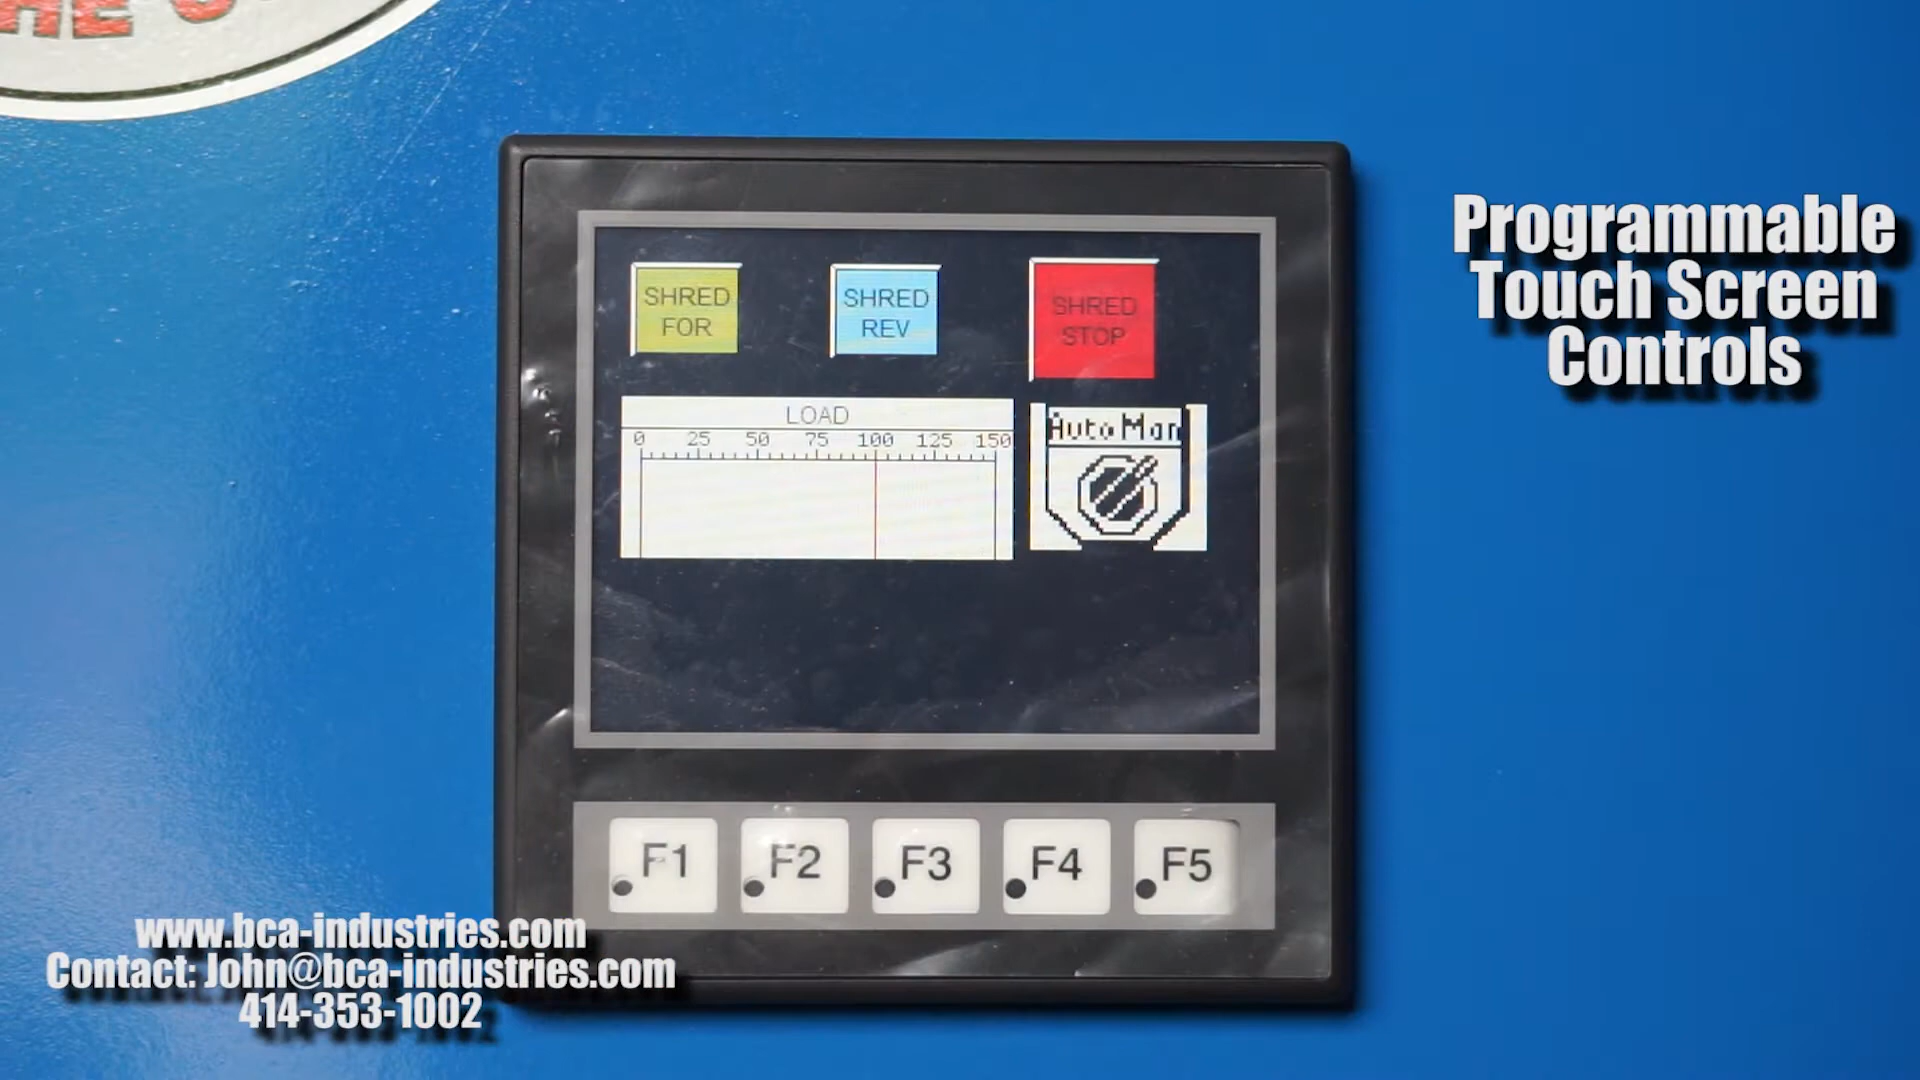 THE
Programmable
Touch Screen
Controls
SHRED
FOR
SHRED
REV
SHRED
STOP
LOAD
0 25 50 75 100 125 150
Auto Man
F1 F2 F3 F4 F5
www.bca-industries.com
Contact: John@bca-industries.com
414-353-1002